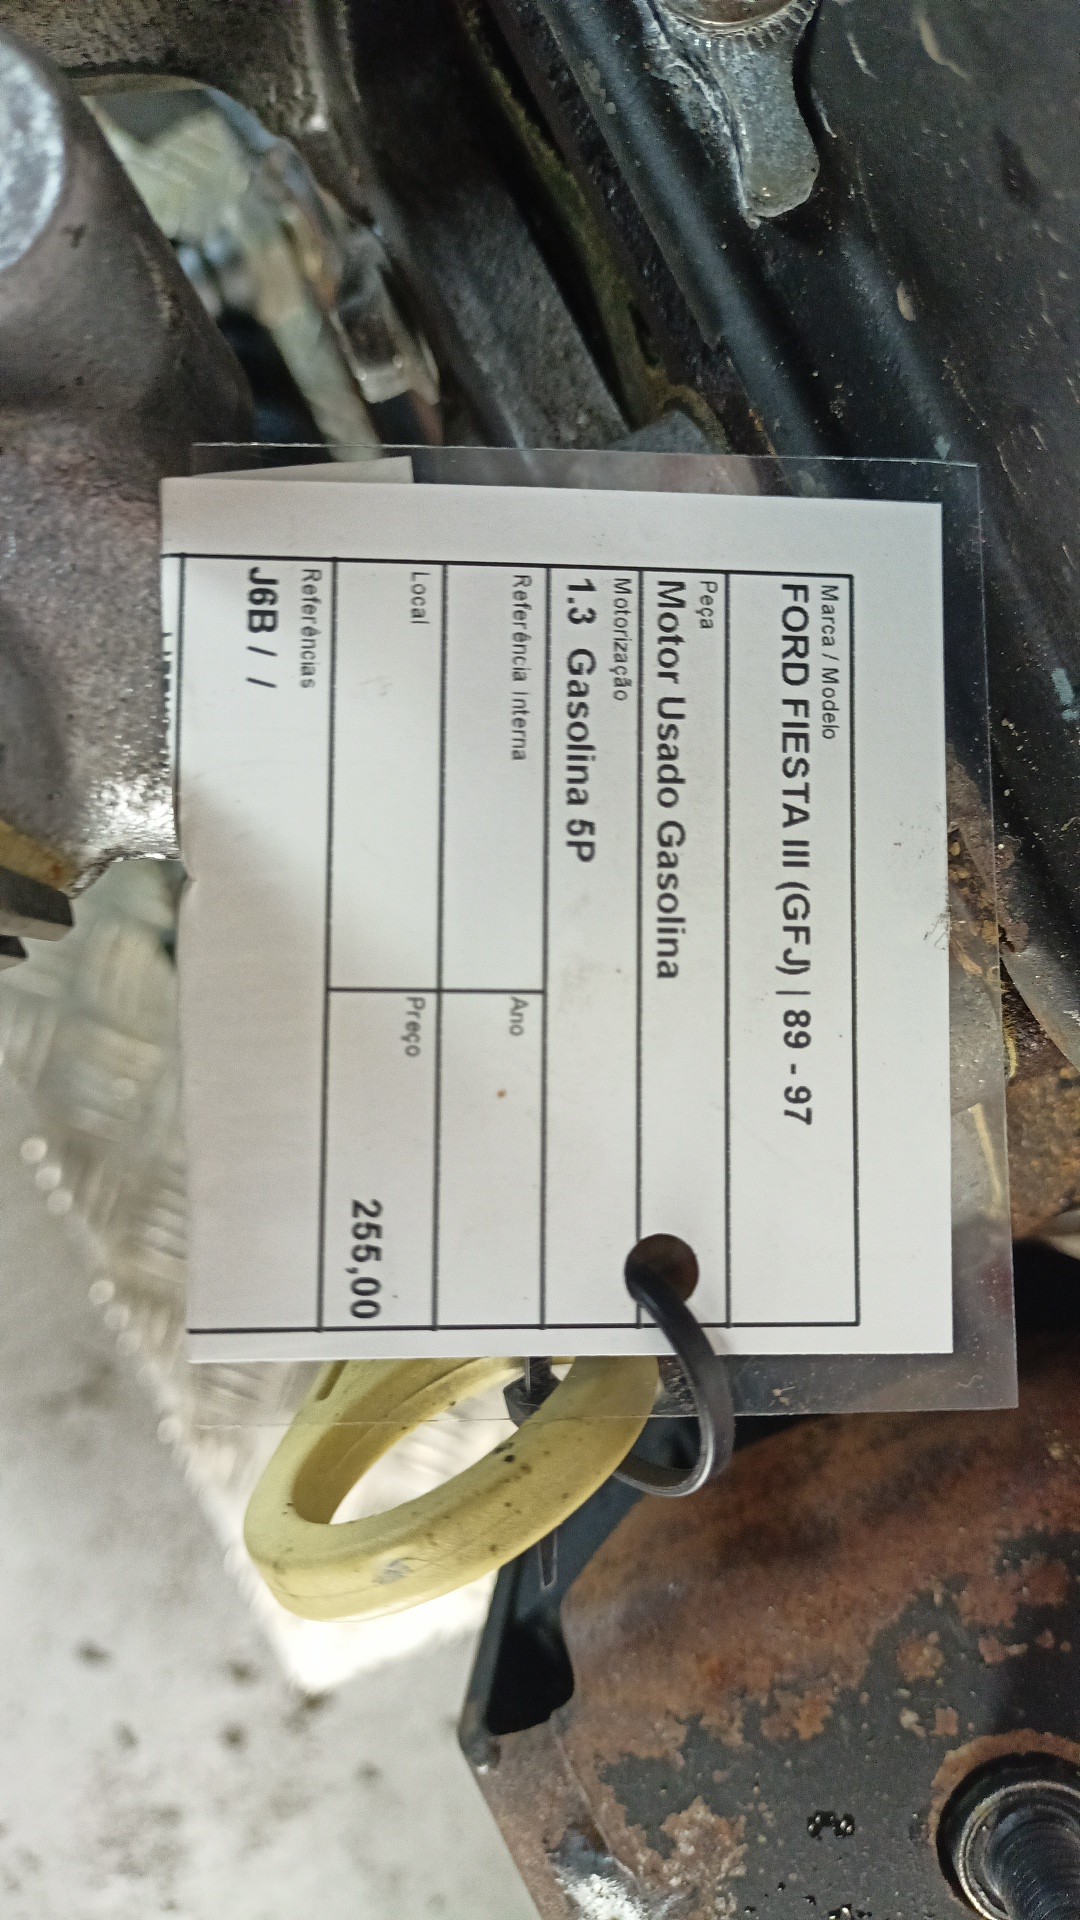 Marca / Modelo
FORD FIESTA III (GFJ) | 89 - 97
Peça
Motor Usado Gasolina
Motorização
1.3 Gasolina 5P
Referência Interna
Ano
Local
Preço
255,00
Referências
J6B / /